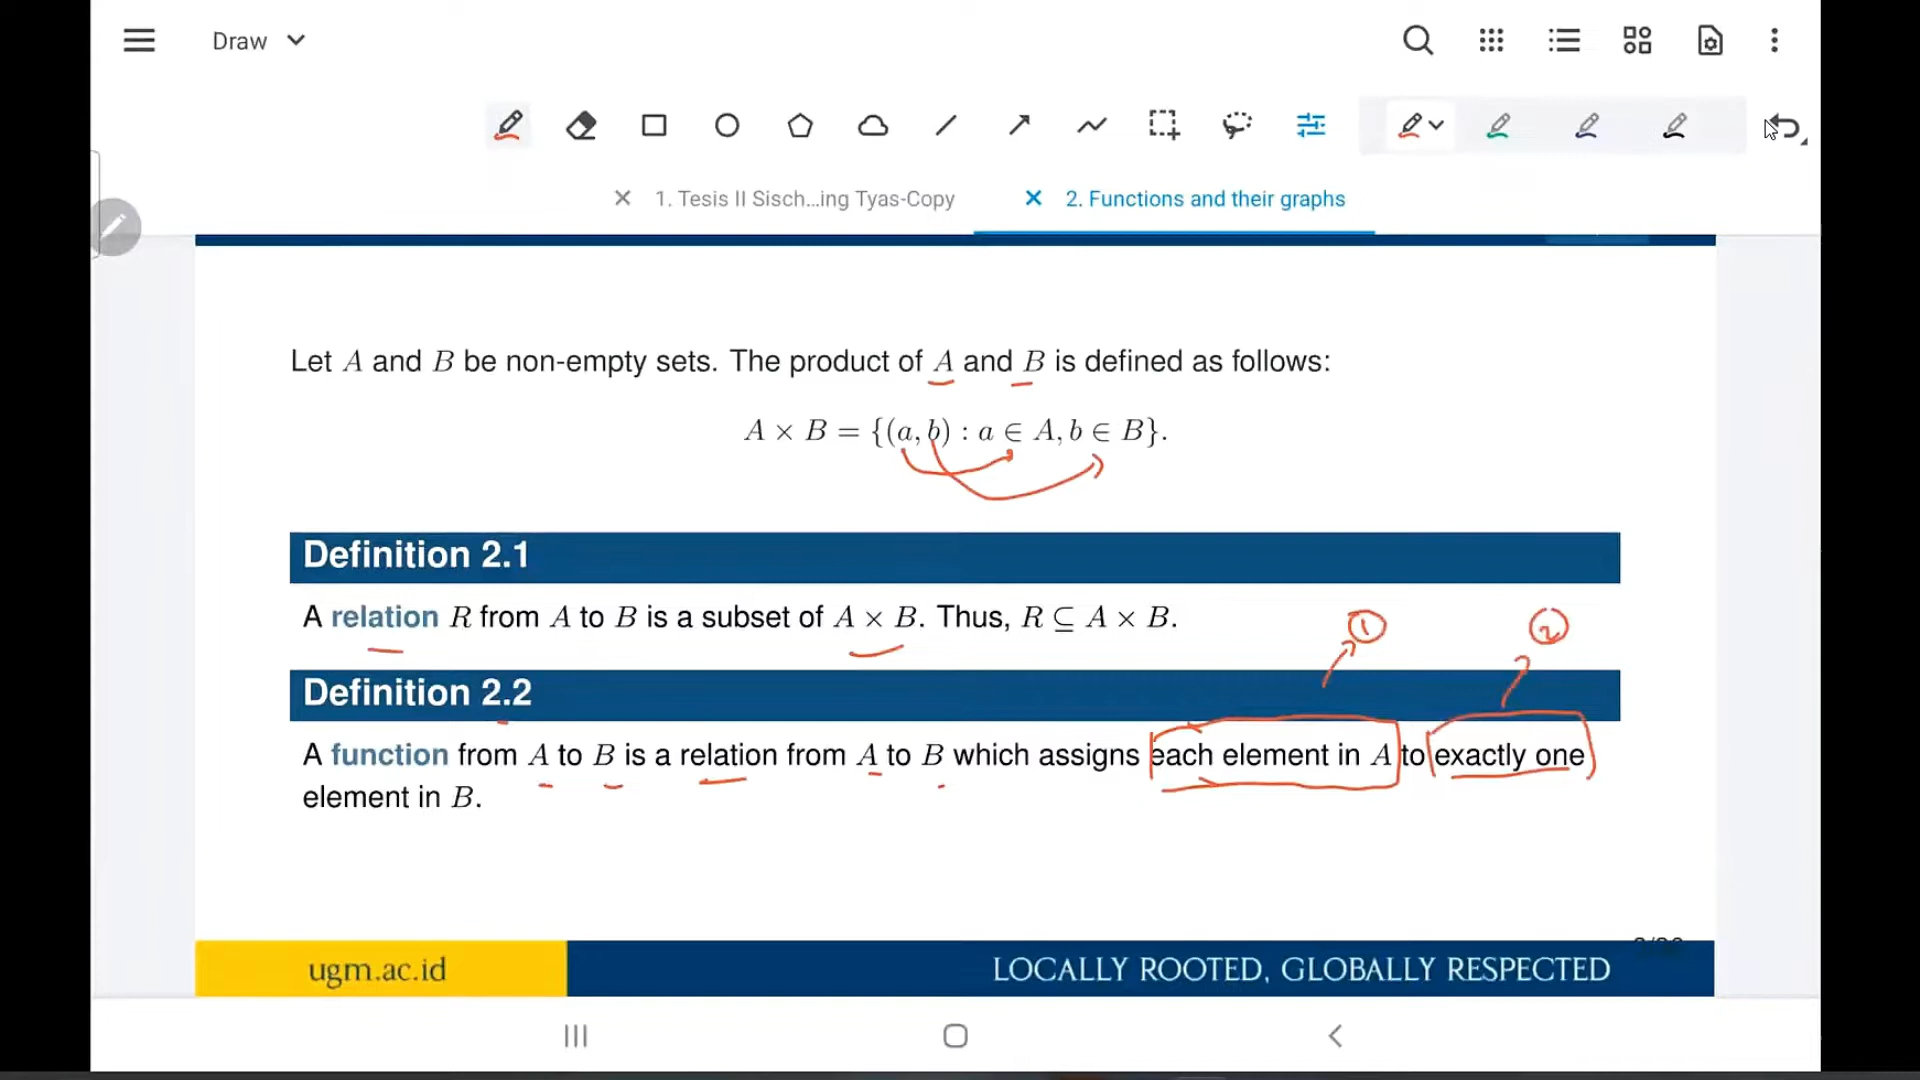 Draw
1. Tesis II Sisch...ing Tyas-Copy
2. Functions and their graphs
Let A and B be non-empty sets. The product of A and B is defined as follows:
A × B = {(a, b) : a ∈ A, b ∈ B}.
Definition 2.1
A relation R from A to B is a subset of A × B. Thus, R ⊆ A × B.
1 2
Definition 2.2
A function from A to B is a relation from A to B which assigns each element in A to exactly one
element in B.
ugm.ac.id
LOCALLY ROOTED, GLOBALLY RESPECTED